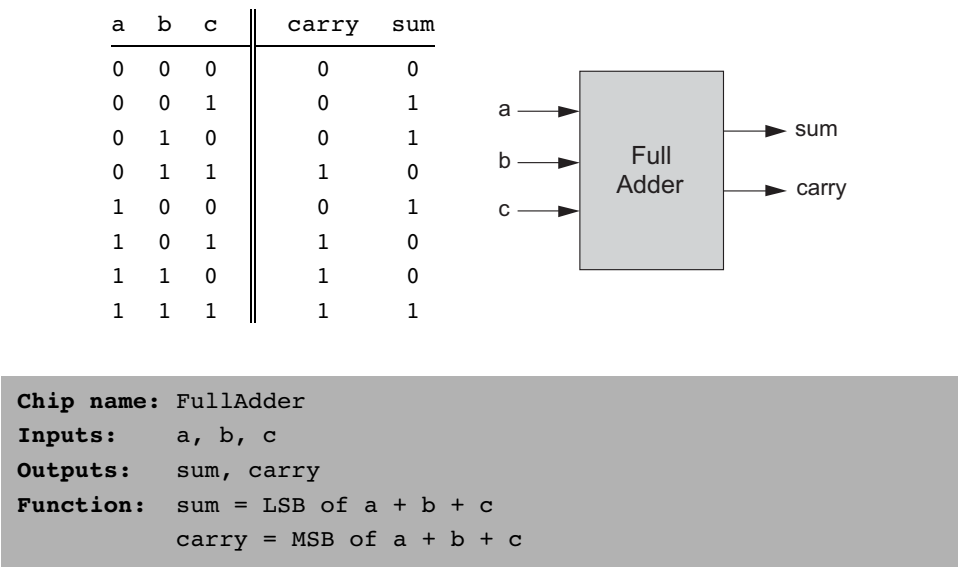 a b c carry sum
0 0 0 0 0
0 0 1 0 1
0 1 0 0 1
0 1 1 1 0
1 0 0 0 1
1 0 1 1 0
1 1 0 1 0
1 1 1 1 1
a
b
c
Full
Adder
sum
carry
Chip name: FullAdder
Inputs: a, b, c
Outputs: sum, carry
Function: sum = LSB of a + b + c
carry = MSB of a + b + c